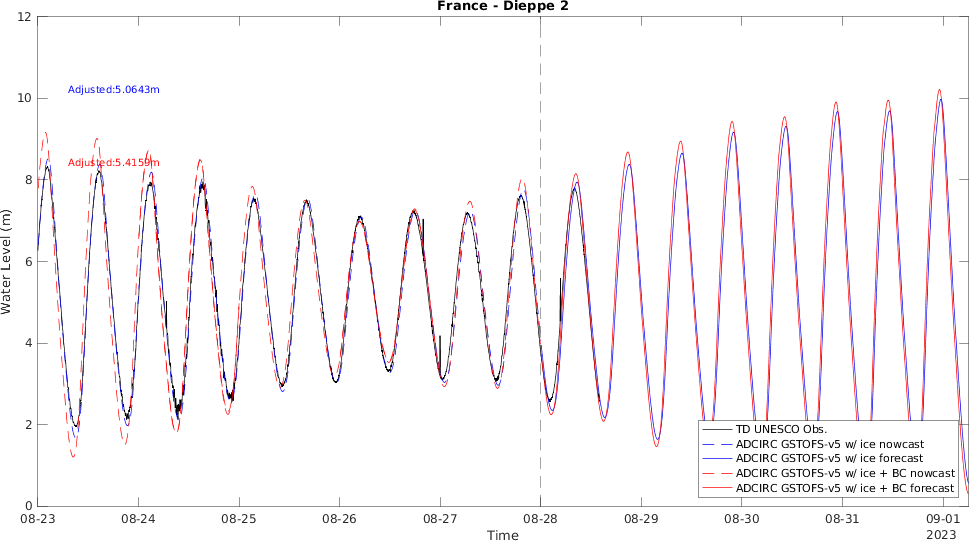 France - Dieppe 2
12
10
8
6
4
2
0
Water Level (m)
Adjusted:5.0643m
Adjusted:5.4159m
TD UNESCO Obs.
ADCIRC GSTOFS-v5 w/ ice nowcast
ADCIRC GSTOFS-v5 w/ ice forecast
ADCIRC GSTOFS-v5 w/ ice + BC nowcast
ADCIRC GSTOFS-v5 w/ ice + BC forecast
08-23 08-24 08-25 08-26 08-27 08-28 08-29 08-30 08-31 09-01
2023
Time